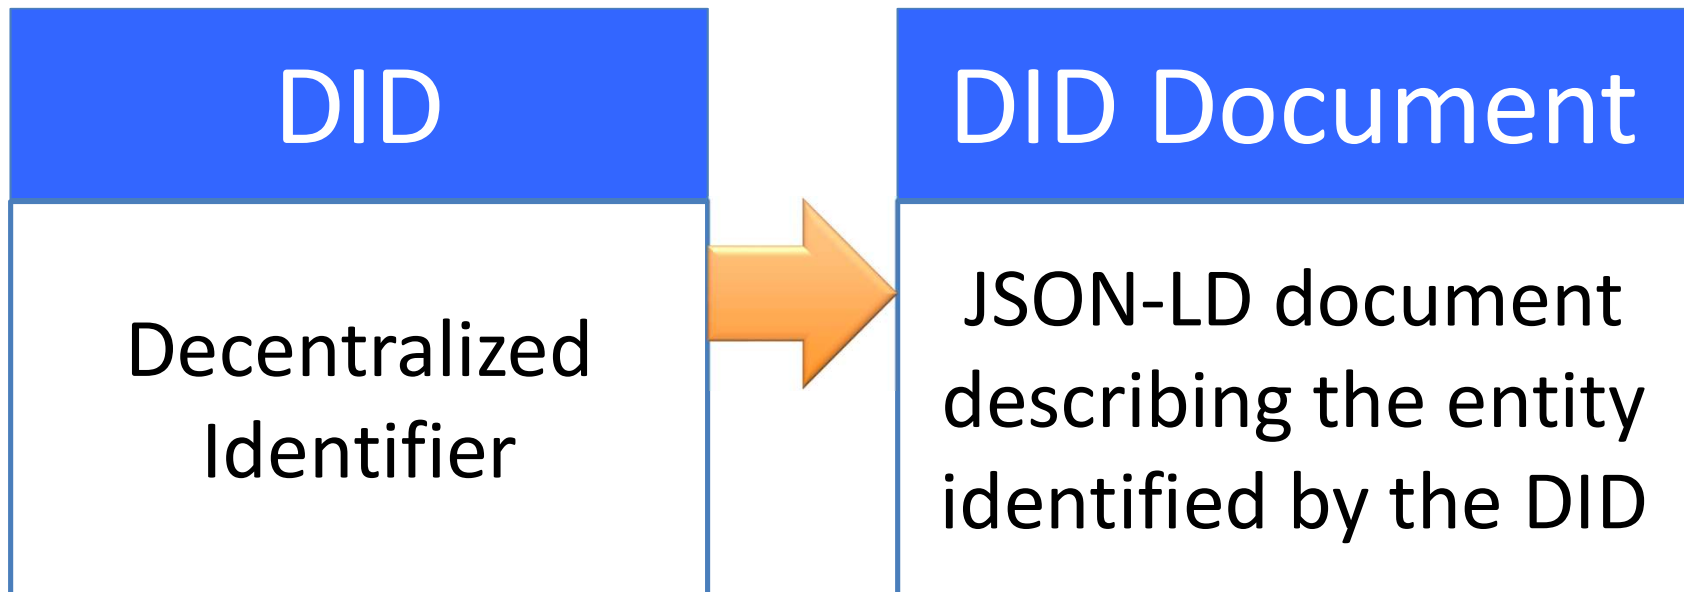 DID
Decentralized
Identifier
DID Document
JSON-LD document
describing the entity
identified by the DID